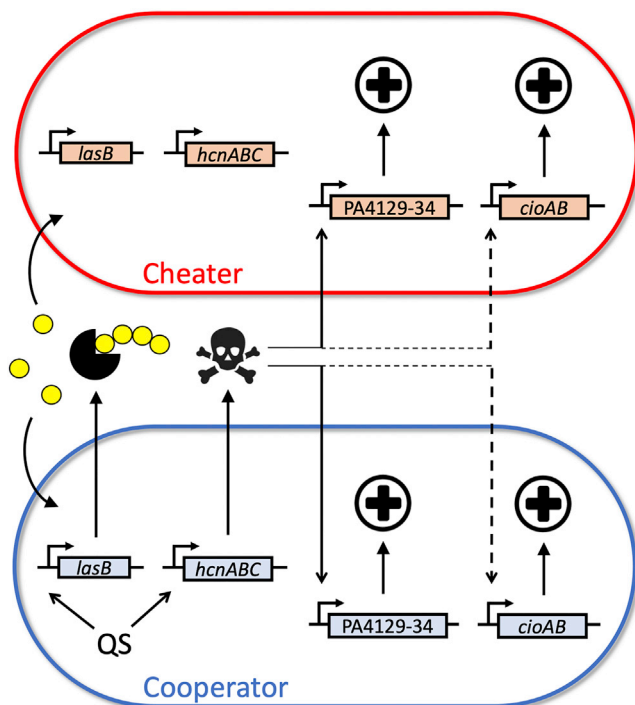 lasB
hcnABC
PA4129-34
cioAB
Cheater
lasB
hcnABC
PA4129-34
cioAB
QS
Cooperator